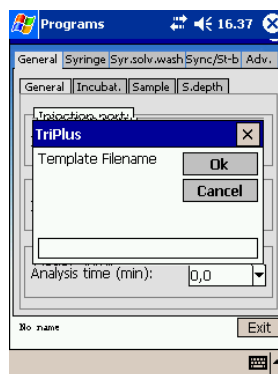 Programs 16.37
General Syringe Syr.solv.wash Sync/St-b Adv.
General Incubat. Sample S.depth
Injection port
TriPlus
Template Filename
Ok
Cancel
Analysis time (min): 0,0
No name Exit